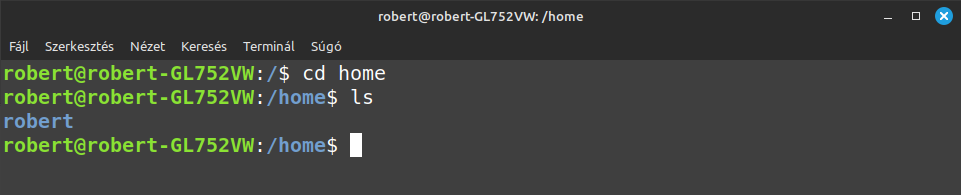 robert@robert-GL752VW: /home
Fájl Szerkesztés Nézet Keresés Terminál Súgó
robert@robert-GL752VW:/$ cd home
robert@robert-GL752VW:/home$ ls
robert
robert@robert-GL752VW:/home$